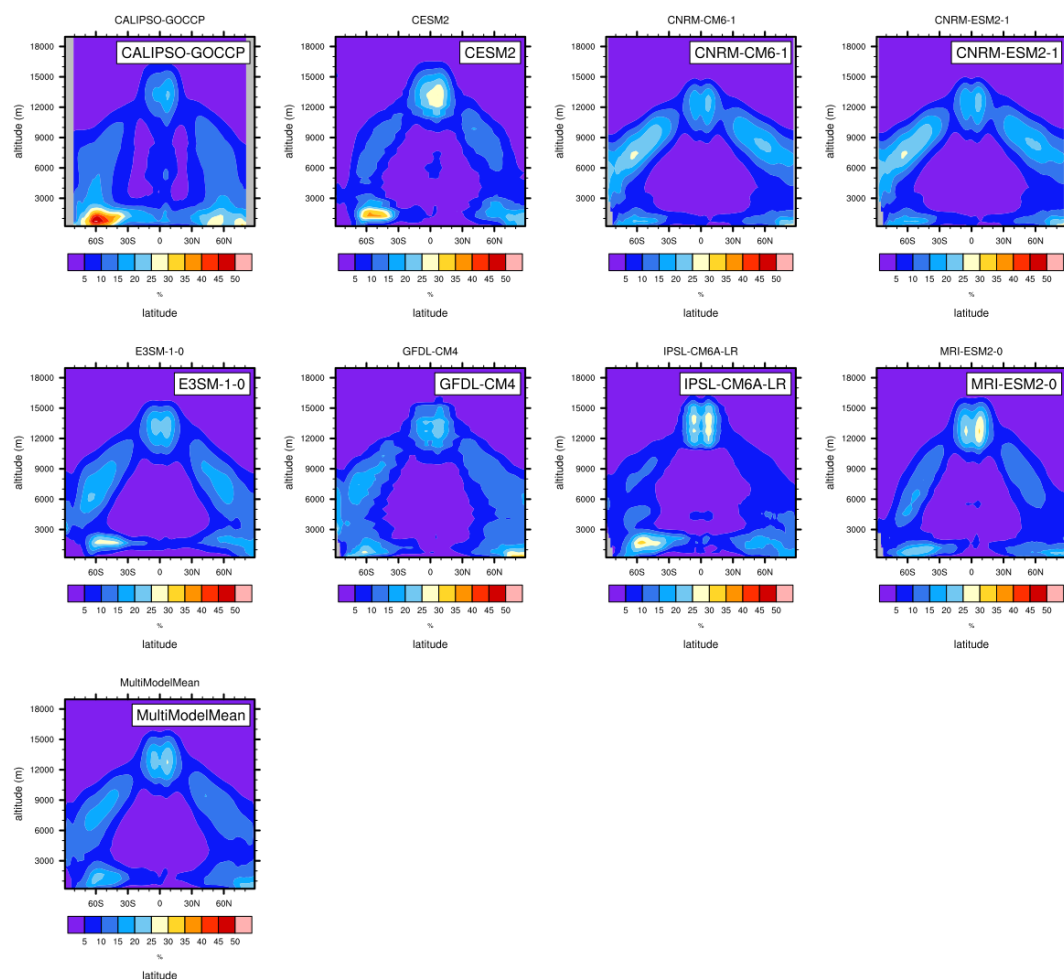 CALIPSO-GOCCP
CALIPSO-GOCCP
altitude (m)
18000
15000
12000
9000
6000
3000
60S 30S 0 30N 60N
5 10 15 20 25 30 35 40 45 50
%
latitude
CESM2
CESM2
altitude (m)
18000
15000
12000
9000
6000
3000
60S 30S 0 30N 60N
5 10 15 20 25 30 35 40 45 50
%
latitude
CNRM-CM6-1
CNRM-CM6-1
altitude (m)
18000
15000
12000
9000
6000
3000
60S 30S 0 30N 60N
5 10 15 20 25 30 35 40 45 50
%
latitude
CNRM-ESM2-1
CNRM-ESM2-1
altitude (m)
18000
15000
12000
9000
6000
3000
60S 30S 0 30N 60N
5 10 15 20 25 30 35 40 45 50
%
latitude
E3SM-1-0
E3SM-1-0
altitude (m)
18000
15000
12000
9000
6000
3000
60S 30S 0 30N 60N
5 10 15 20 25 30 35 40 45 50
%
latitude
GFDL-CM4
GFDL-CM4
altitude (m)
18000
15000
12000
9000
6000
3000
60S 30S 0 30N 60N
5 10 15 20 25 30 35 40 45 50
%
latitude
IPSL-CM6A-LR
IPSL-CM6A-LR
altitude (m)
18000
15000
12000
9000
6000
3000
60S 30S 0 30N 60N
5 10 15 20 25 30 35 40 45 50
%
latitude
MRI-ESM2-0
MRI-ESM2-0
altitude (m)
18000
15000
12000
9000
6000
3000
60S 30S 0 30N 60N
5 10 15 20 25 30 35 40 45 50
%
latitude
MultiModelMean
MultiModelMean
altitude (m)
18000
15000
12000
9000
6000
3000
60S 30S 0 30N 60N
5 10 15 20 25 30 35 40 45 50
%
latitude